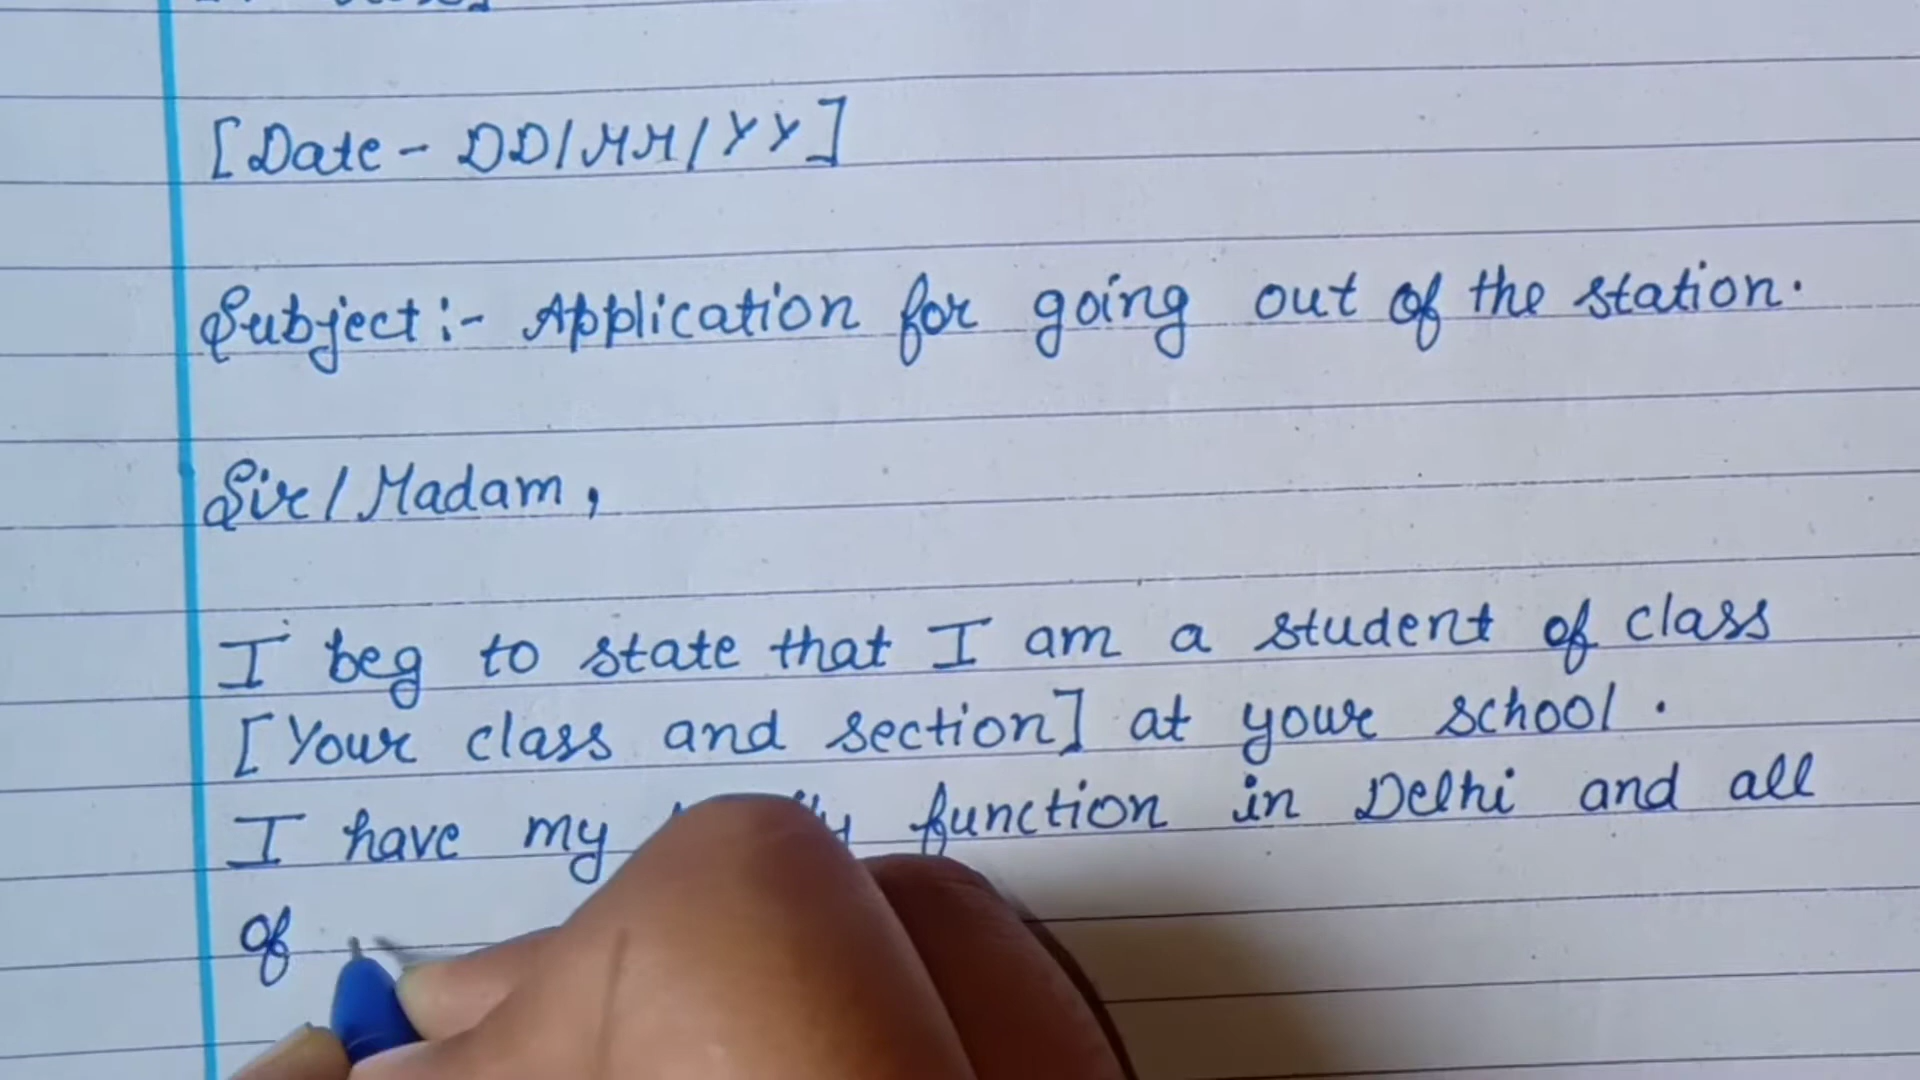 [Date - DD/MM/YY]
Subject:- Application for going out of the station.
Sir/Madam,
I beg to state that I am a student of class
[Your class and section] at your school.
I have my function in Delhi and all
of